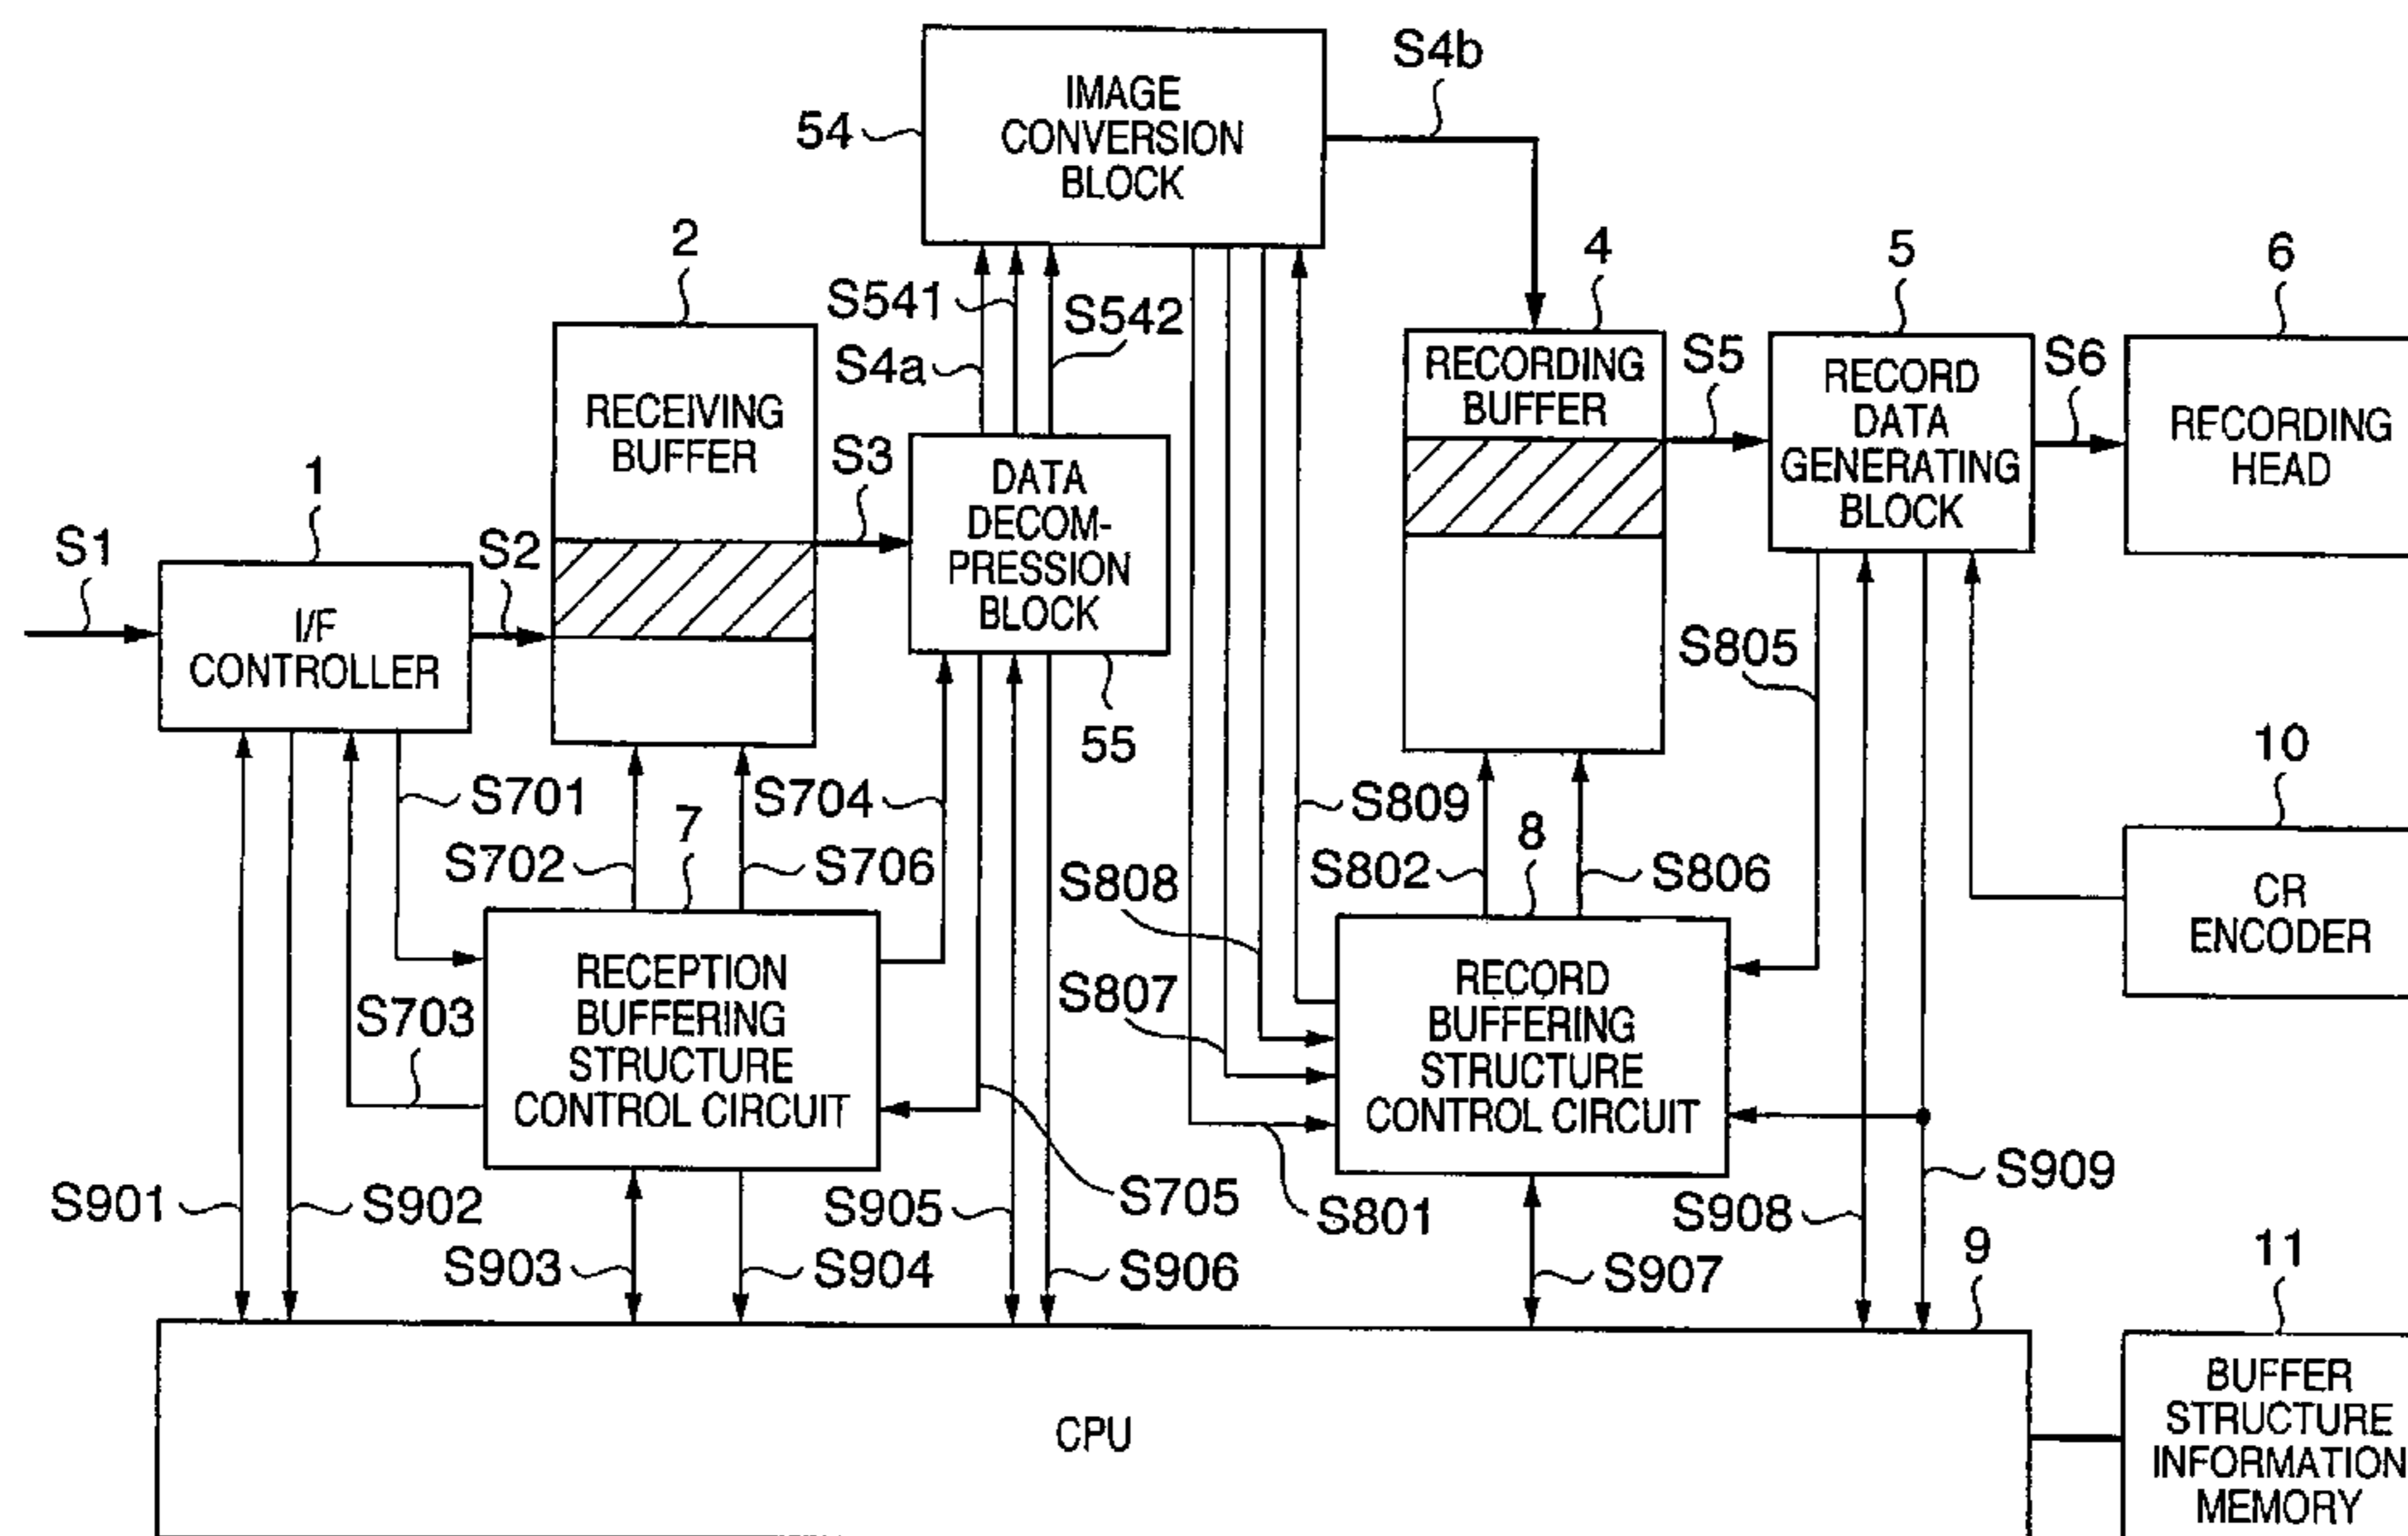 S4b
IMAGE
CONVERSION
BLOCK
54
2
4
5
6
S541
S542
S4a
RECEIVING
BUFFER
RECORDING
BUFFER
S5
RECORD
DATA
GENERATING
BLOCK
S6
RECORDING
HEAD
S3
1
DATA
DECOM-
PRESSION
BLOCK
S1
S2
I/F
CONTROLLER
S805
55
10
S701
S704
7
S809
8
S702
S706
S808
S802
S806
CR
ENCODER
RECEPTION
BUFFERING
STRUCTURE
CONTROL CIRCUIT
S703
S807
RECORD
BUFFERING
STRUCTURE
CONTROL CIRCUIT
S901
S902
S905
S705
S801
S908
S909
S903
S904
S906
S907
9
11
CPU
BUFFER
STRUCTURE
INFORMATION
MEMORY